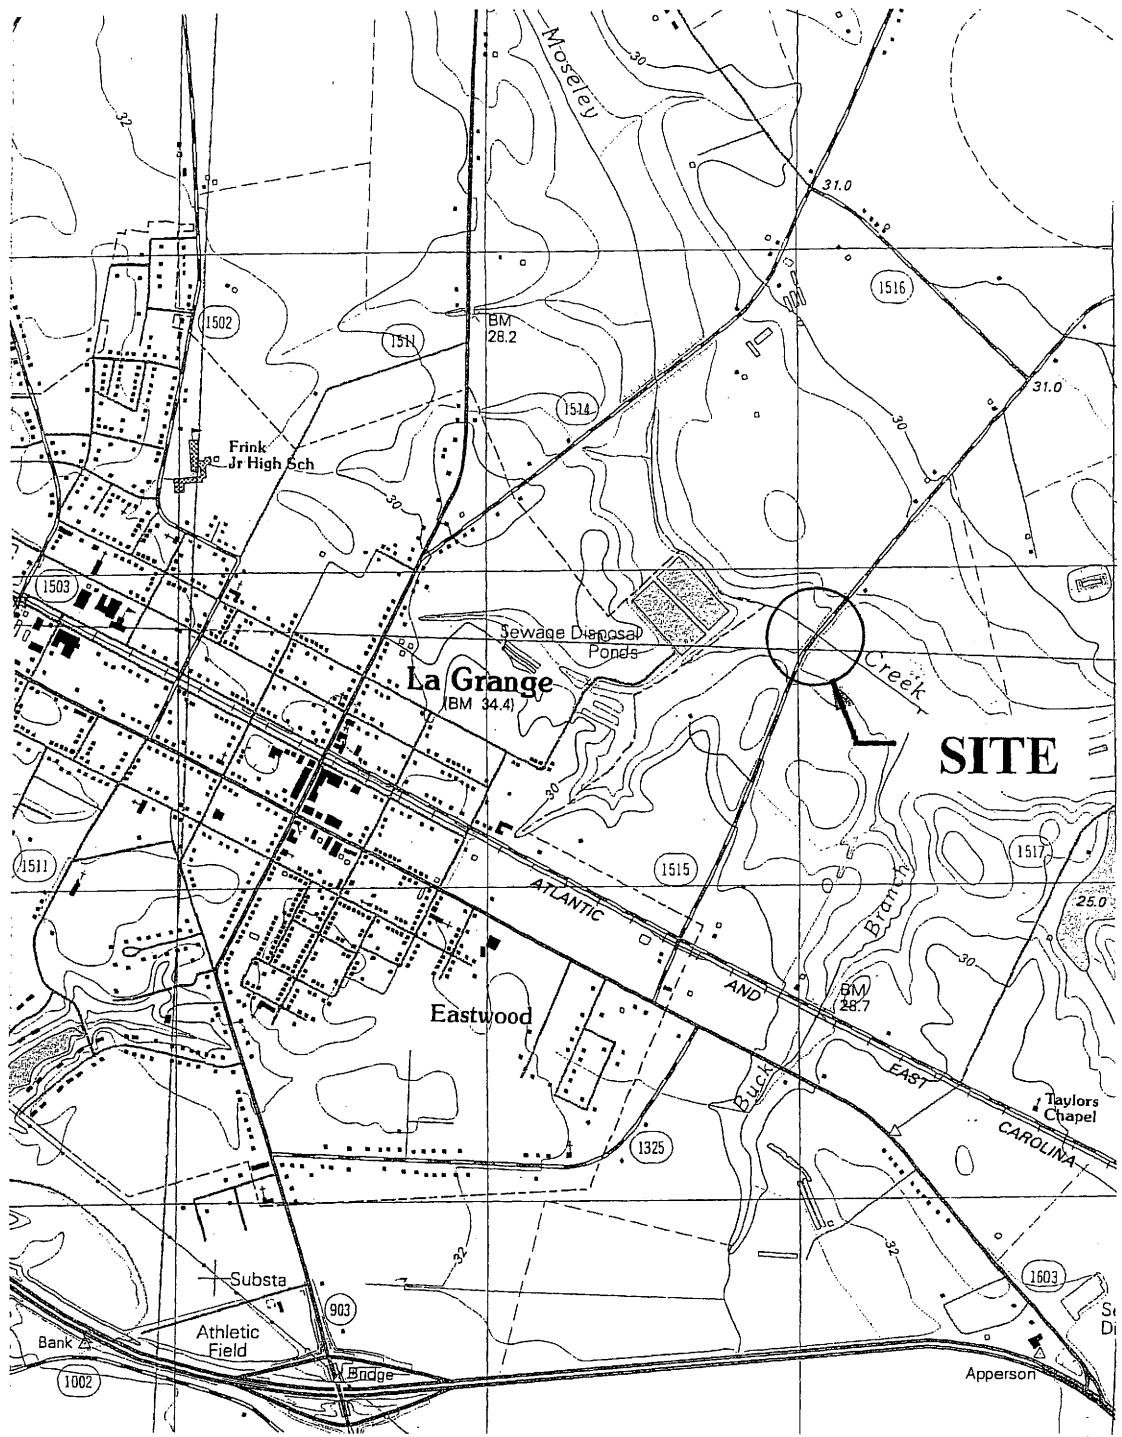 Moseley
30
32
31.0
1516
1502
BM
28.2
1511
31.0
1514
30
Frink
Jr High Sch
30
1503
Sewage Disposal
Ponds
Creek
La Grange
(BM 34.4)
SITE
30
1511
1515
1517
ATLANTIC
Branch
25.0
30
AND
BM
28.7
Eastwood
EAST
Buck
Taylors
Chapel
CAROLINA
1325
32
32
Substa
1603
903
Athletic
Field
Bank
Bridge
Apperson
1002